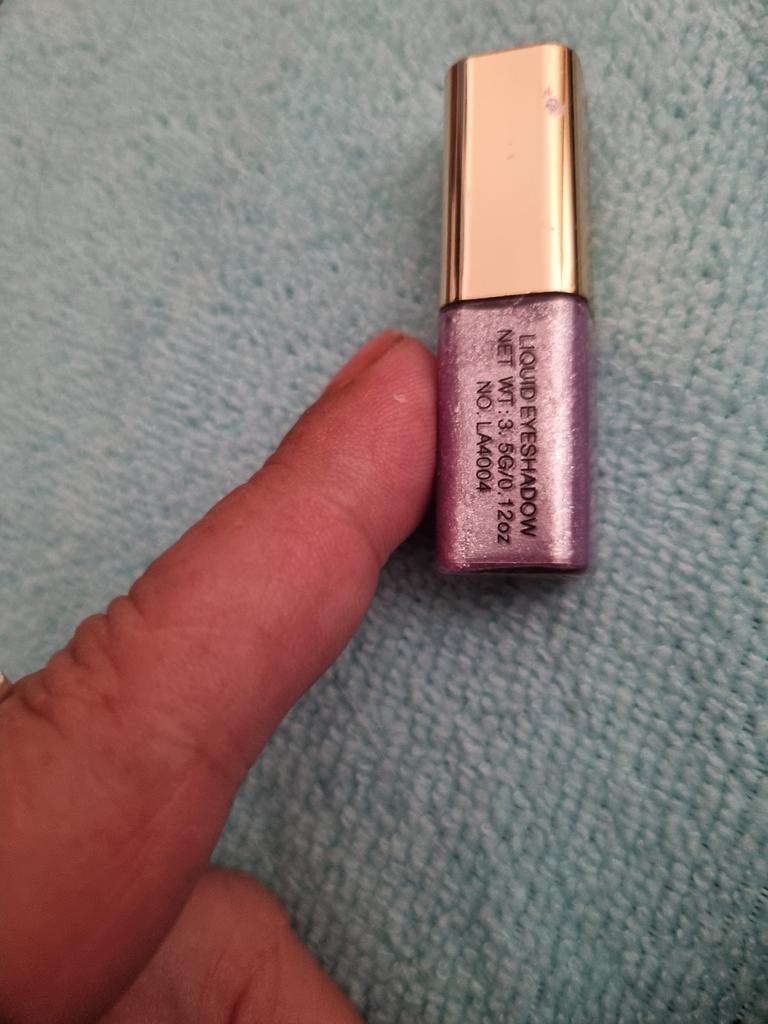 LIQUID EYESHADOW
NET WT:3.5G/0.12oz
NO. LA4004